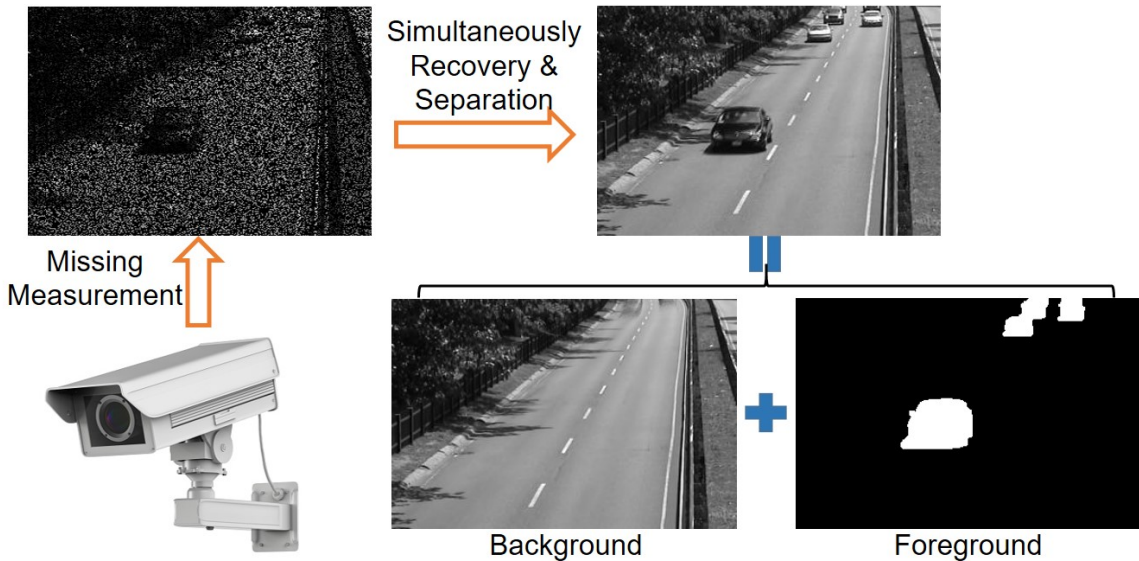 Simultaneously
Recovery &
Separation
Missing
Measurement
Background
Foreground